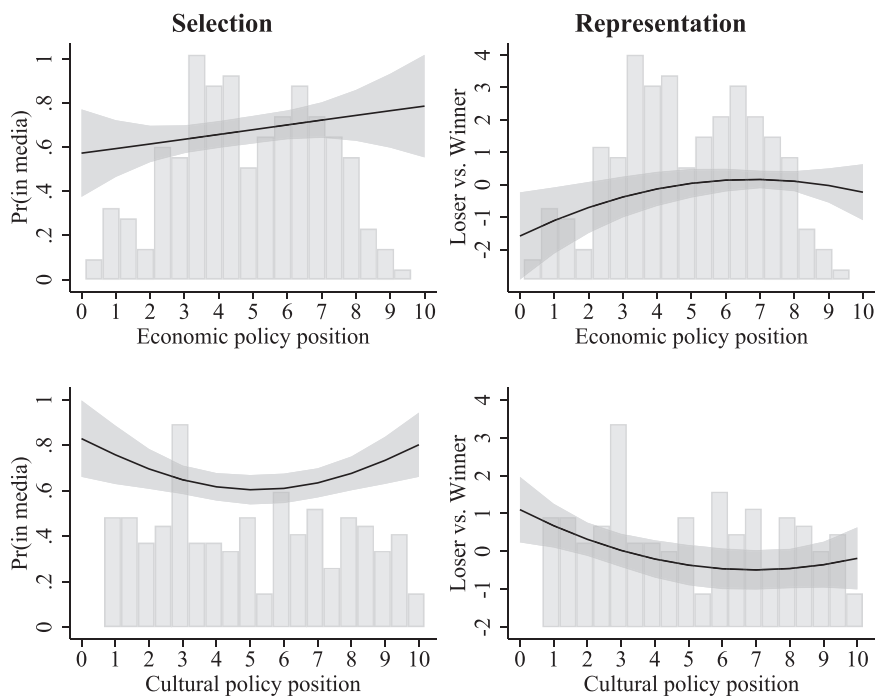 Selection
Representation
Pr(in media)
1
.8
.6
.4
.2
0
0 1 2 3 4 5 6 7 8 9 10
Economic policy position
Loser vs. Winner
4
3
2
1
0
-1
-2
0 1 2 3 4 5 6 7 8 9 10
Economic policy position
Pr(in media)
1
.8
.6
.4
.2
0
0 1 2 3 4 5 6 7 8 9 10
Cultural policy position
Loser vs. Winner
4
3
2
1
0
-1
-2
0 1 2 3 4 5 6 7 8 9 10
Cultural policy position